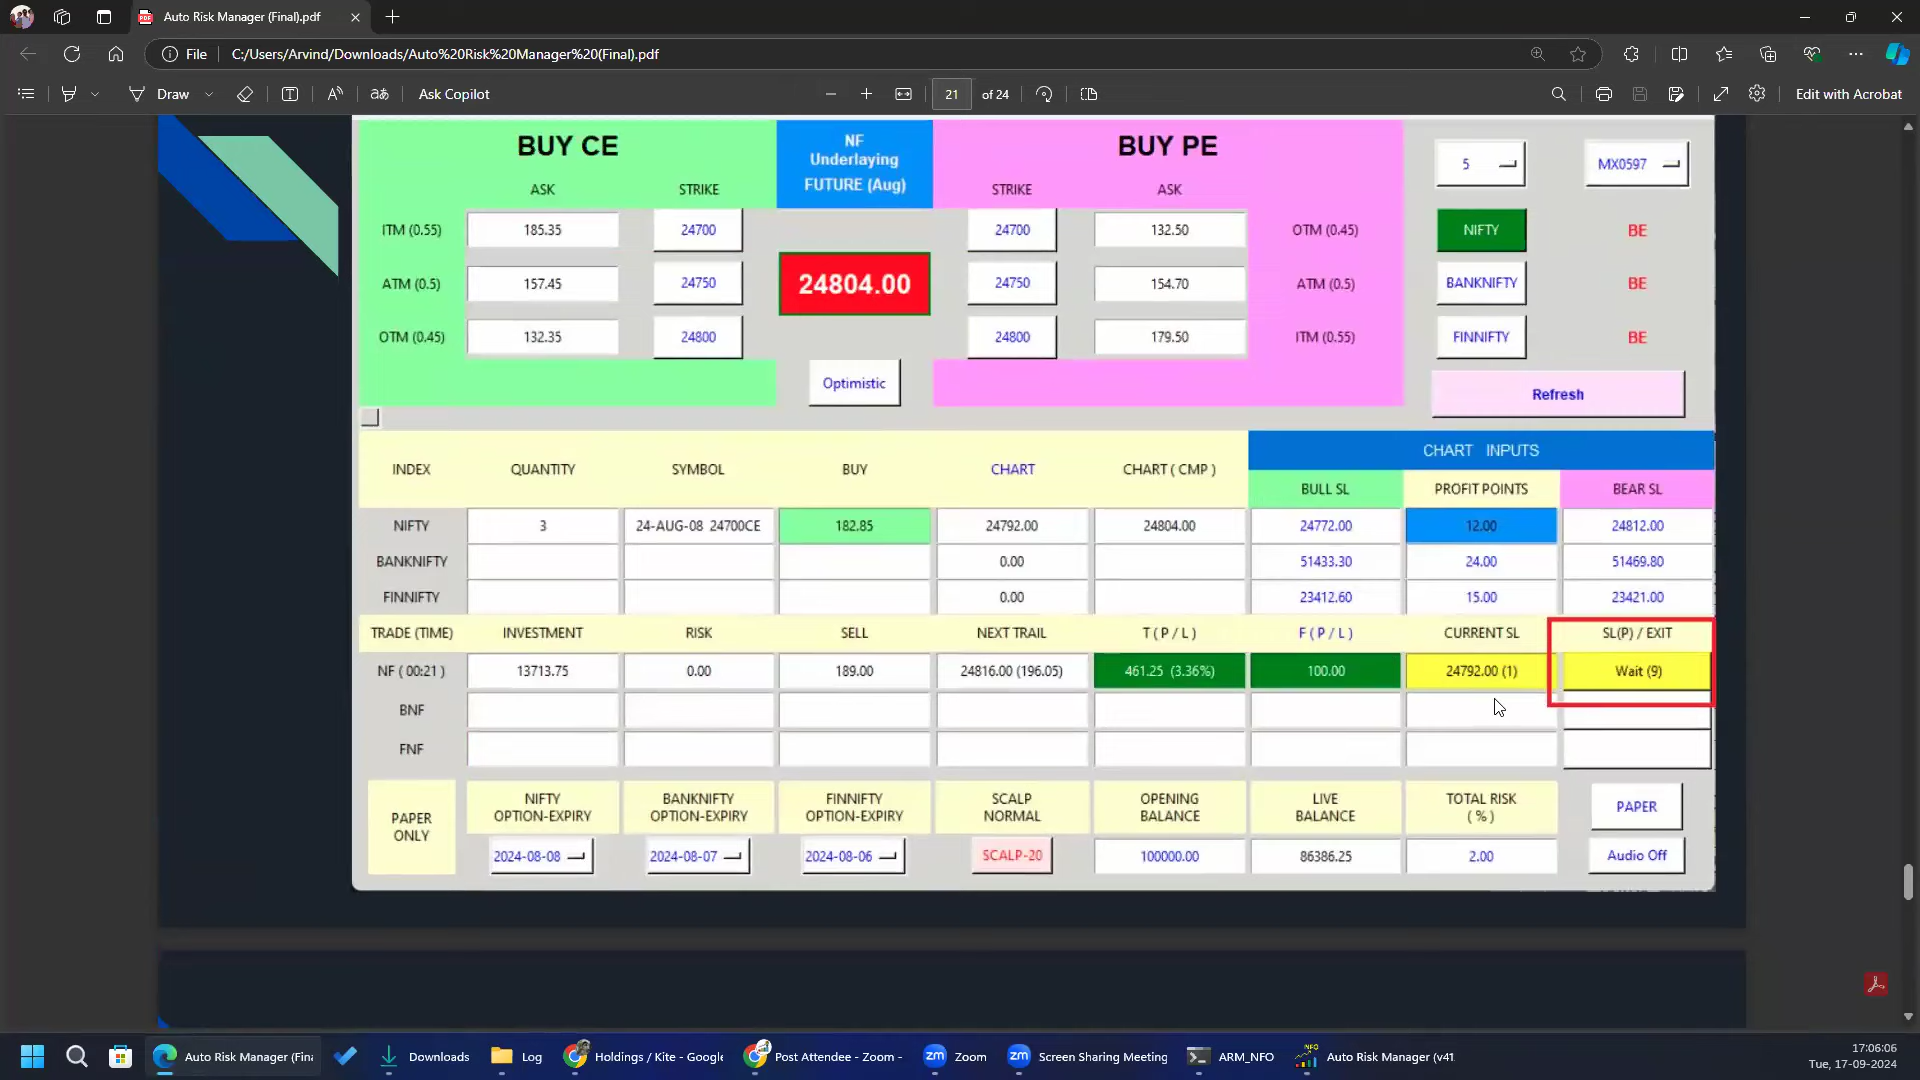 Auto Risk Manager (Final).pdf
File
C:/Users/Arvind/Downloads/Auto%20Risk%20Manager%20(Final).pdf
Draw
Ask Copilot
21
of 24
Edit with Acrobat
BUY CE
NF
Underlaying
FUTURE (Aug)
BUY PE
ASK STRIKE STRIKE ASK
5
MX0597
ITM (0.55) 185.35 24700 24700 132.50 OTM (0.45) NIFTY BE
ATM (0.5) 157.45 24750 24804.00 24750 154.70 ATM (0.5) BANKNIFTY BE
OTM (0.45) 132.35 24800 24800 179.50 ITM (0.55) FINNIFTY BE
Optimistic
Refresh
CHART INPUTS
INDEX QUANTITY SYMBOL BUY CHART CHART ( CMP )
BULL SL PROFIT POINTS BEAR SL
NIFTY 3 24-AUG-08 24700CE 182.85 24792.00 24804.00 24772.00 12.00 24812.00
BANKNIFTY 0.00 51433.30 24.00 51469.80
FINNIFTY 0.00 23412.60 15.00 23421.00
TRADE (TIME) INVESTMENT RISK SELL NEXT TRAIL T ( P / L ) F ( P / L ) CURRENT SL SL(P) / EXIT
NF ( 00:21 ) 13713.75 0.00 189.00 24816.00 (196.05) 461.25 (3.36%) 100.00 24792.00 (1) Wait (9)
BNF
FNF
PAPER
ONLY
NIFTY
OPTION-EXPIRY
BANKNIFTY
OPTION-EXPIRY
FINNIFTY
OPTION-EXPIRY
SCALP
NORMAL
OPENING
BALANCE
LIVE
BALANCE
TOTAL RISK
( % )
PAPER
2024-08-08 2024-08-07 2024-08-06 SCALP-20 100000.00 86386.25 2.00 Audio Off
Auto Risk Manager (Fina
Downloads
Log
Holdings / Kite - Google
Post Attendee - Zoom -
zm
Zoom
zm
Screen Sharing Meeting
ARM_NFO
NFO
Auto Risk Manager (v41
17:06:06
Tue, 17-09-2024